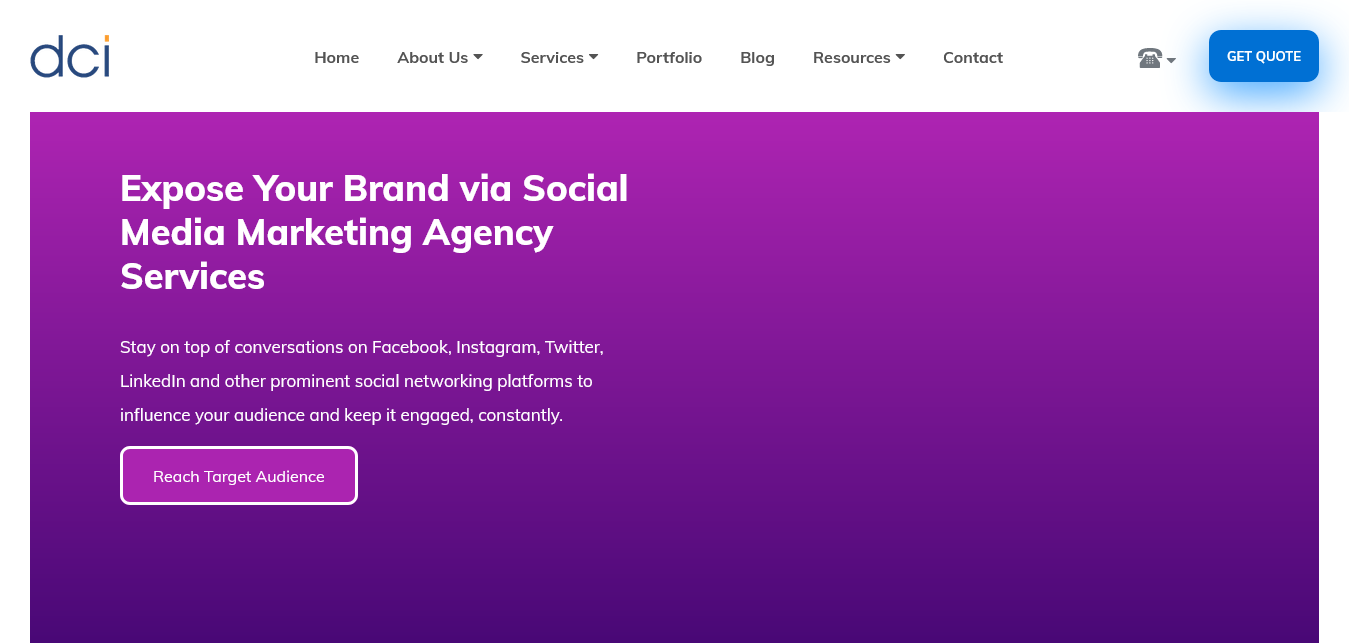 dci
Home About Us Services Portfolio Blog Resources Contact GET QUOTE
Expose Your Brand via Social
Media Marketing Agency
Services
Stay on top of conversations on Facebook, Instagram, Twitter,
LinkedIn and other prominent social networking platforms to
influence your audience and keep it engaged, constantly.
Reach Target Audience